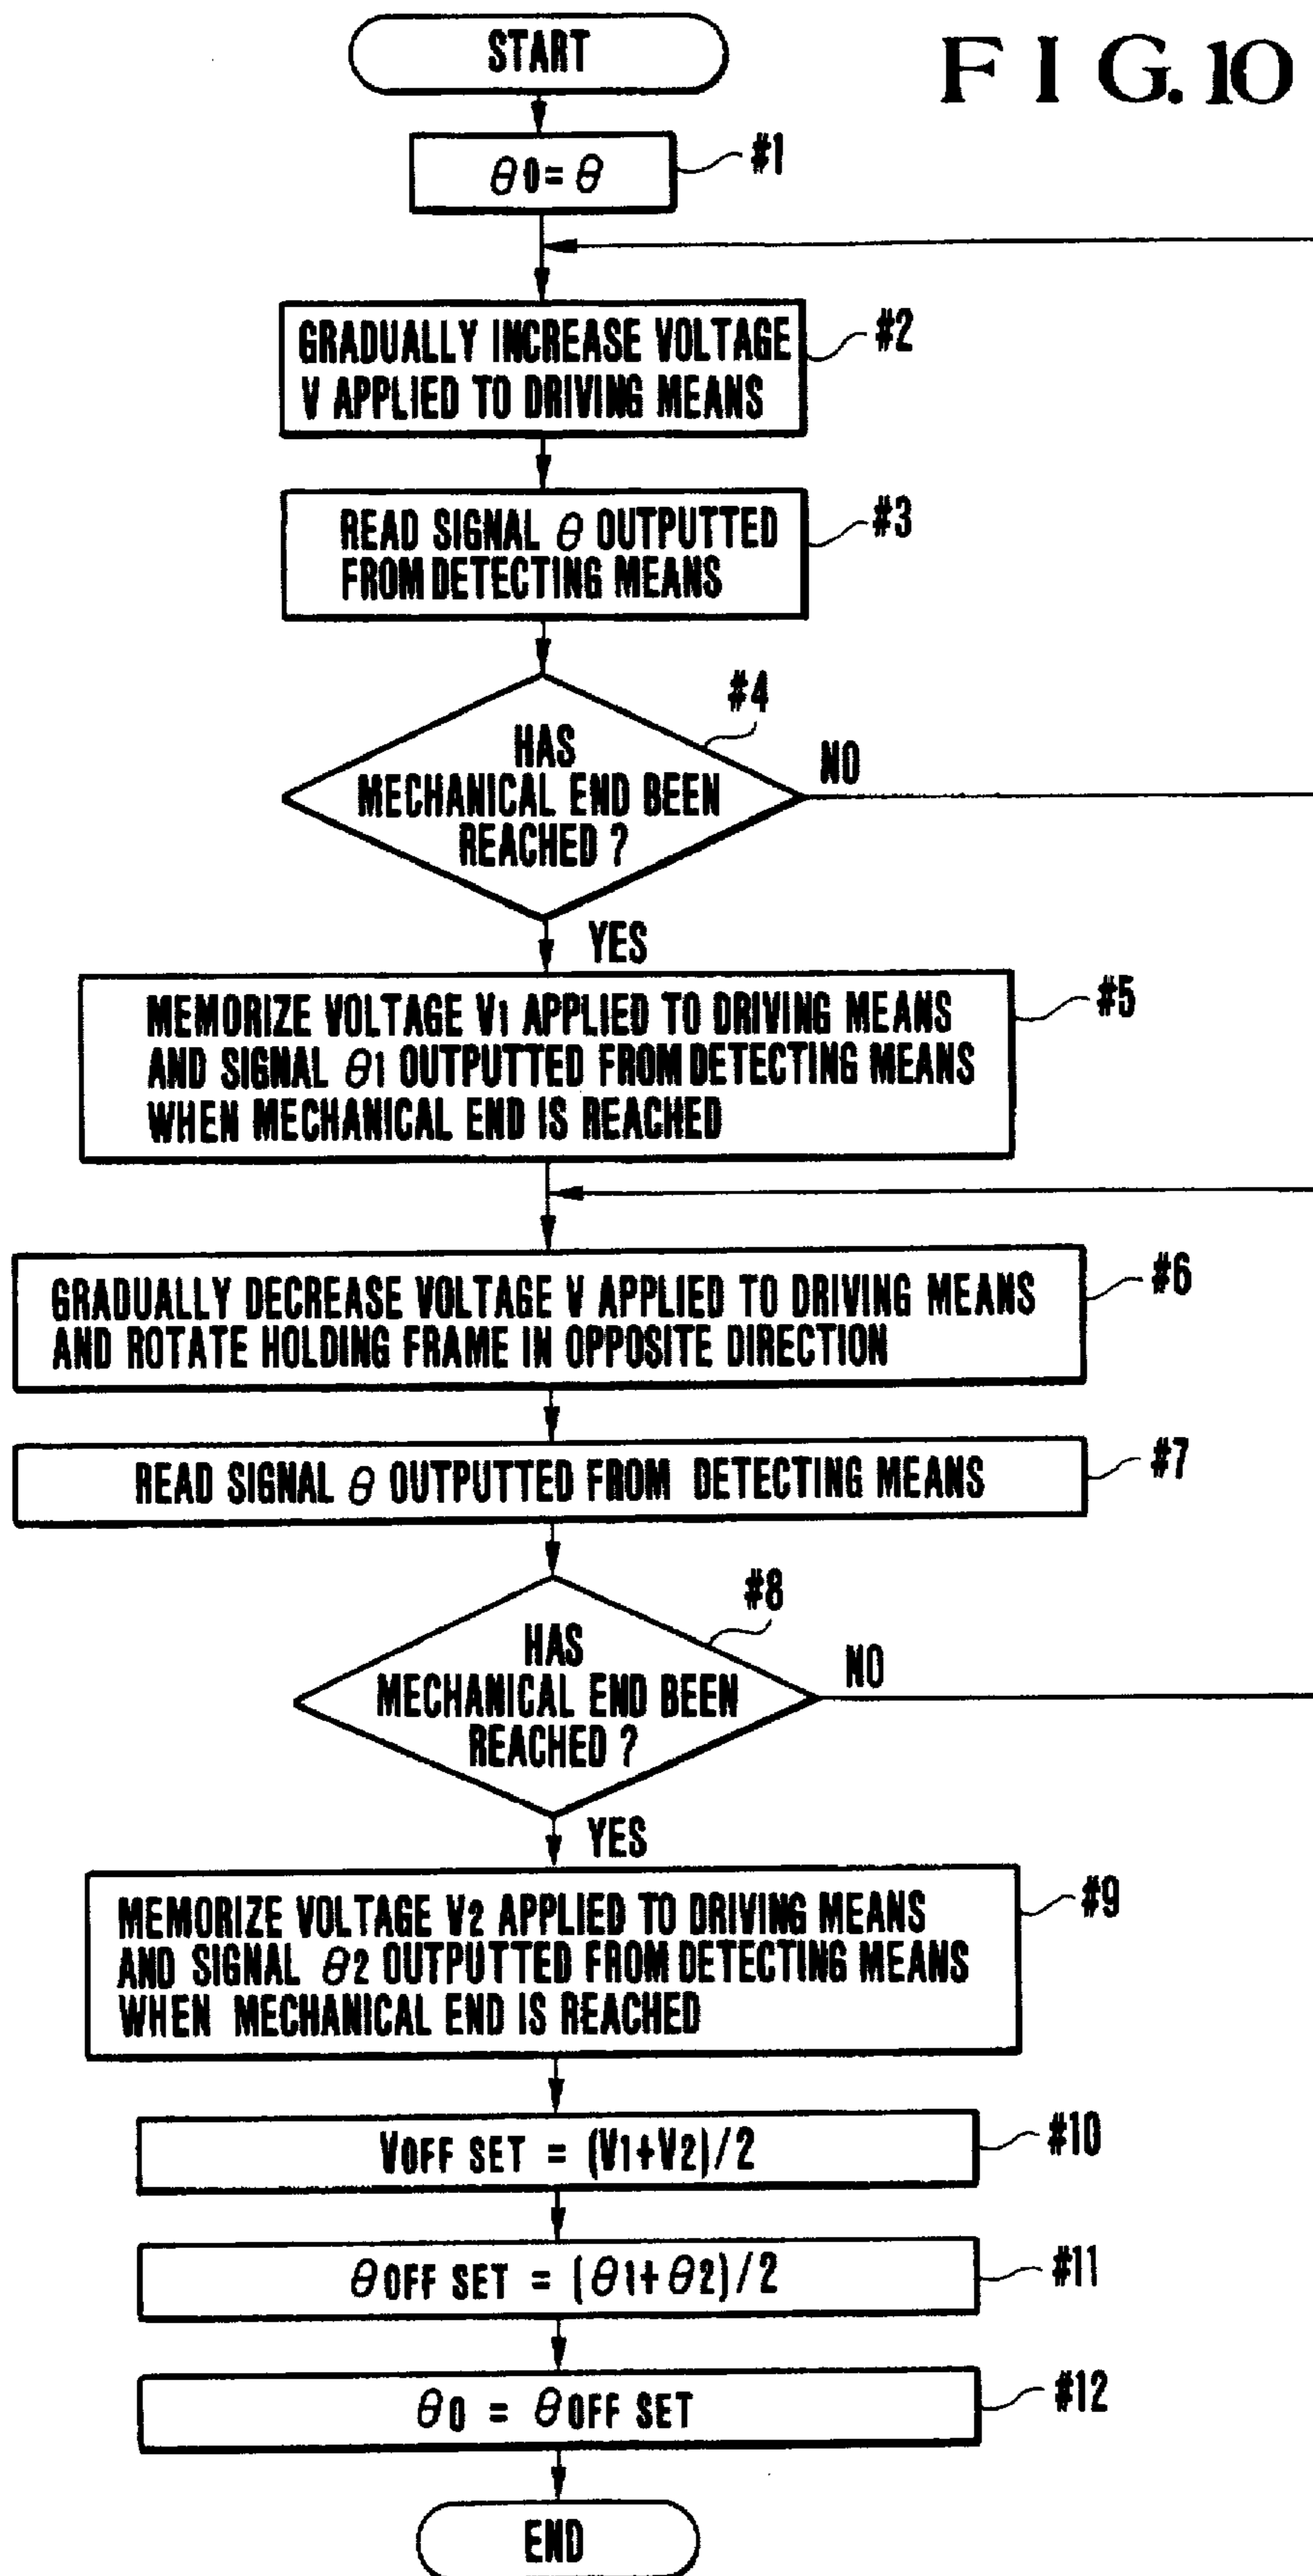 START
FIG.10
#1
θ0= θ
#2
GRADUALLY INCREASE VOLTAGE
V APPLIED TO DRIVING MEANS
#3
READ SIGNAL θ OUTPUTTED
FROM DETECTING MEANS
#4
HAS
MECHANICAL END BEEN
REACHED ?
NO
YES
#5
MEMORIZE VOLTAGE V1 APPLIED TO DRIVING MEANS
AND SIGNAL θ1 OUTPUTTED FROM DETECTING MEANS
WHEN MECHANICAL END IS REACHED
#6
GRADUALLY DECREASE VOLTAGE V APPLIED TO DRIVING MEANS
AND ROTATE HOLDING FRAME IN OPPOSITE DIRECTION
#7
READ SIGNAL θ OUTPUTTED FROM DETECTING MEANS
#8
HAS
MECHANICAL END BEEN
REACHED ?
NO
YES
#9
MEMORIZE VOLTAGE V2 APPLIED TO DRIVING MEANS
AND SIGNAL θ2 OUTPUTTED FROM DETECTING MEANS
WHEN MECHANICAL END IS REACHED
#10
VOFF SET = (V1+V2)/2
#11
θOFF SET = (θ1+θ2)/2
#12
θ0 = θOFF SET
END